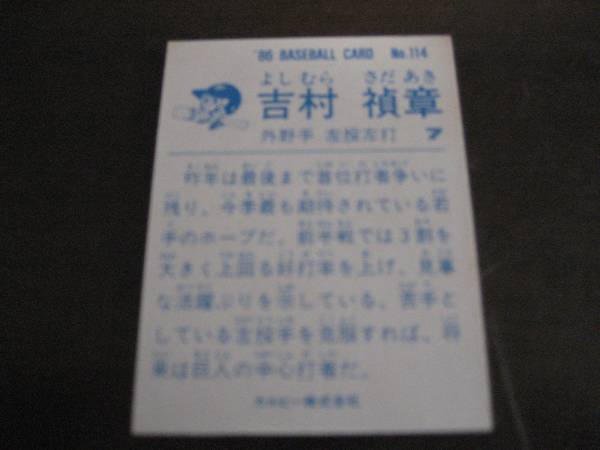 '86 BASEBALL CARD No.114
よし むら さだ あき
吉村 禎章
外野手 左投左打 7
昨年は最後まで首位打者争いに
残り、今季最も期待されている若
手のホープだ。前半戦では3割を
大きく上回る好打率を上げ、見事
な活躍ぶりを示している。苦手と
している左投手を克服すれば、将
来は巨人の中心打者だ。
カルビー株式会社